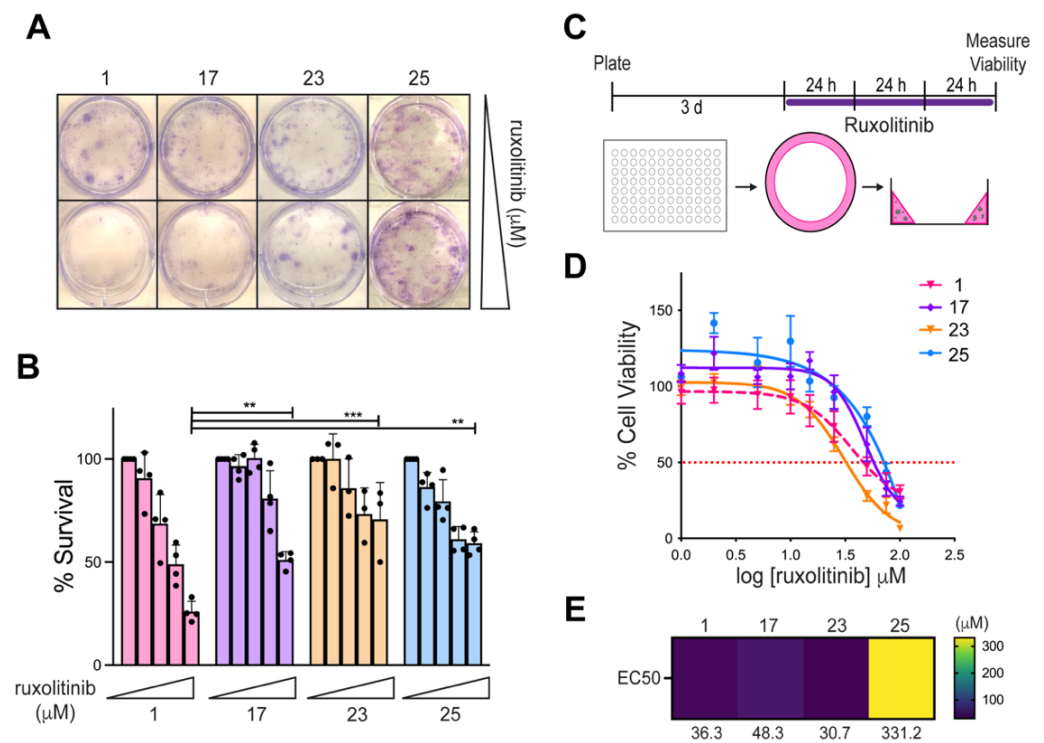 A
1 17 23 25
ruxolitinib (μM)
B
** *** **
% Survival
100
50
0
ruxolitinib
(μM)
1 17 23 25
C
Measure
Viability
Plate
24 h 24 h 24 h
3 d
Ruxolitinib
D
% Cell Viability
150
100
50
0
0.0 0.5 1.0 1.5 2.0 2.5
log [ruxolitinib] μM
1
17
23
25
E
1 17 23 25
(μM)
300
200
100
EC50
36.3 48.3 30.7 331.2